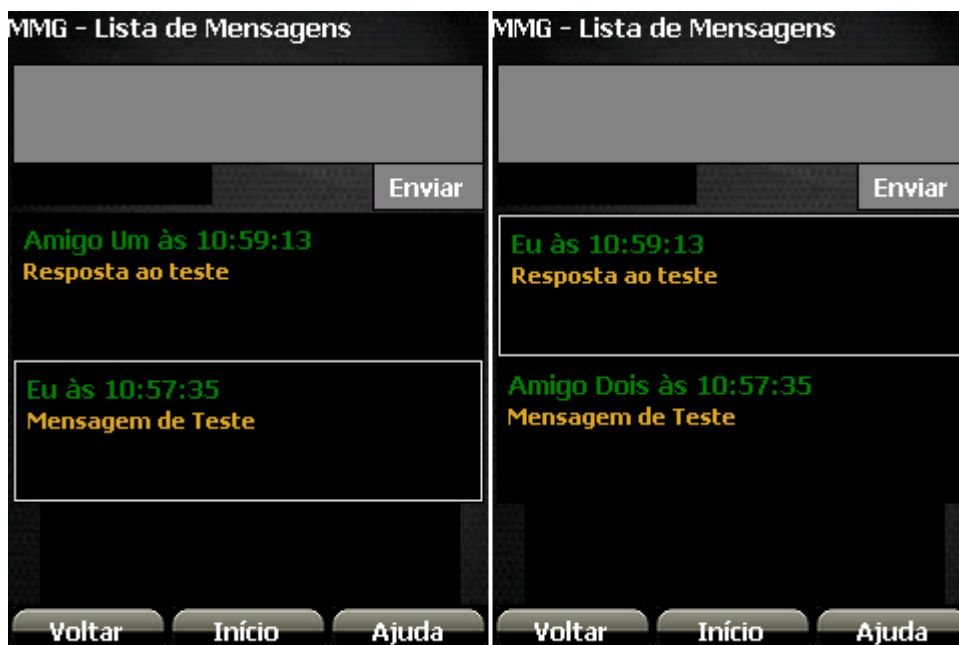 MMG - Lista de Mensagens
Enviar
Amigo Um às 10:59:13
Resposta ao teste
Eu às 10:57:35
Mensagem de Teste
Voltar Início Ajuda
MMG - Lista de Mensagens
Enviar
Eu às 10:59:13
Resposta ao teste
Amigo Dois às 10:57:35
Mensagem de Teste
Voltar Início Ajuda